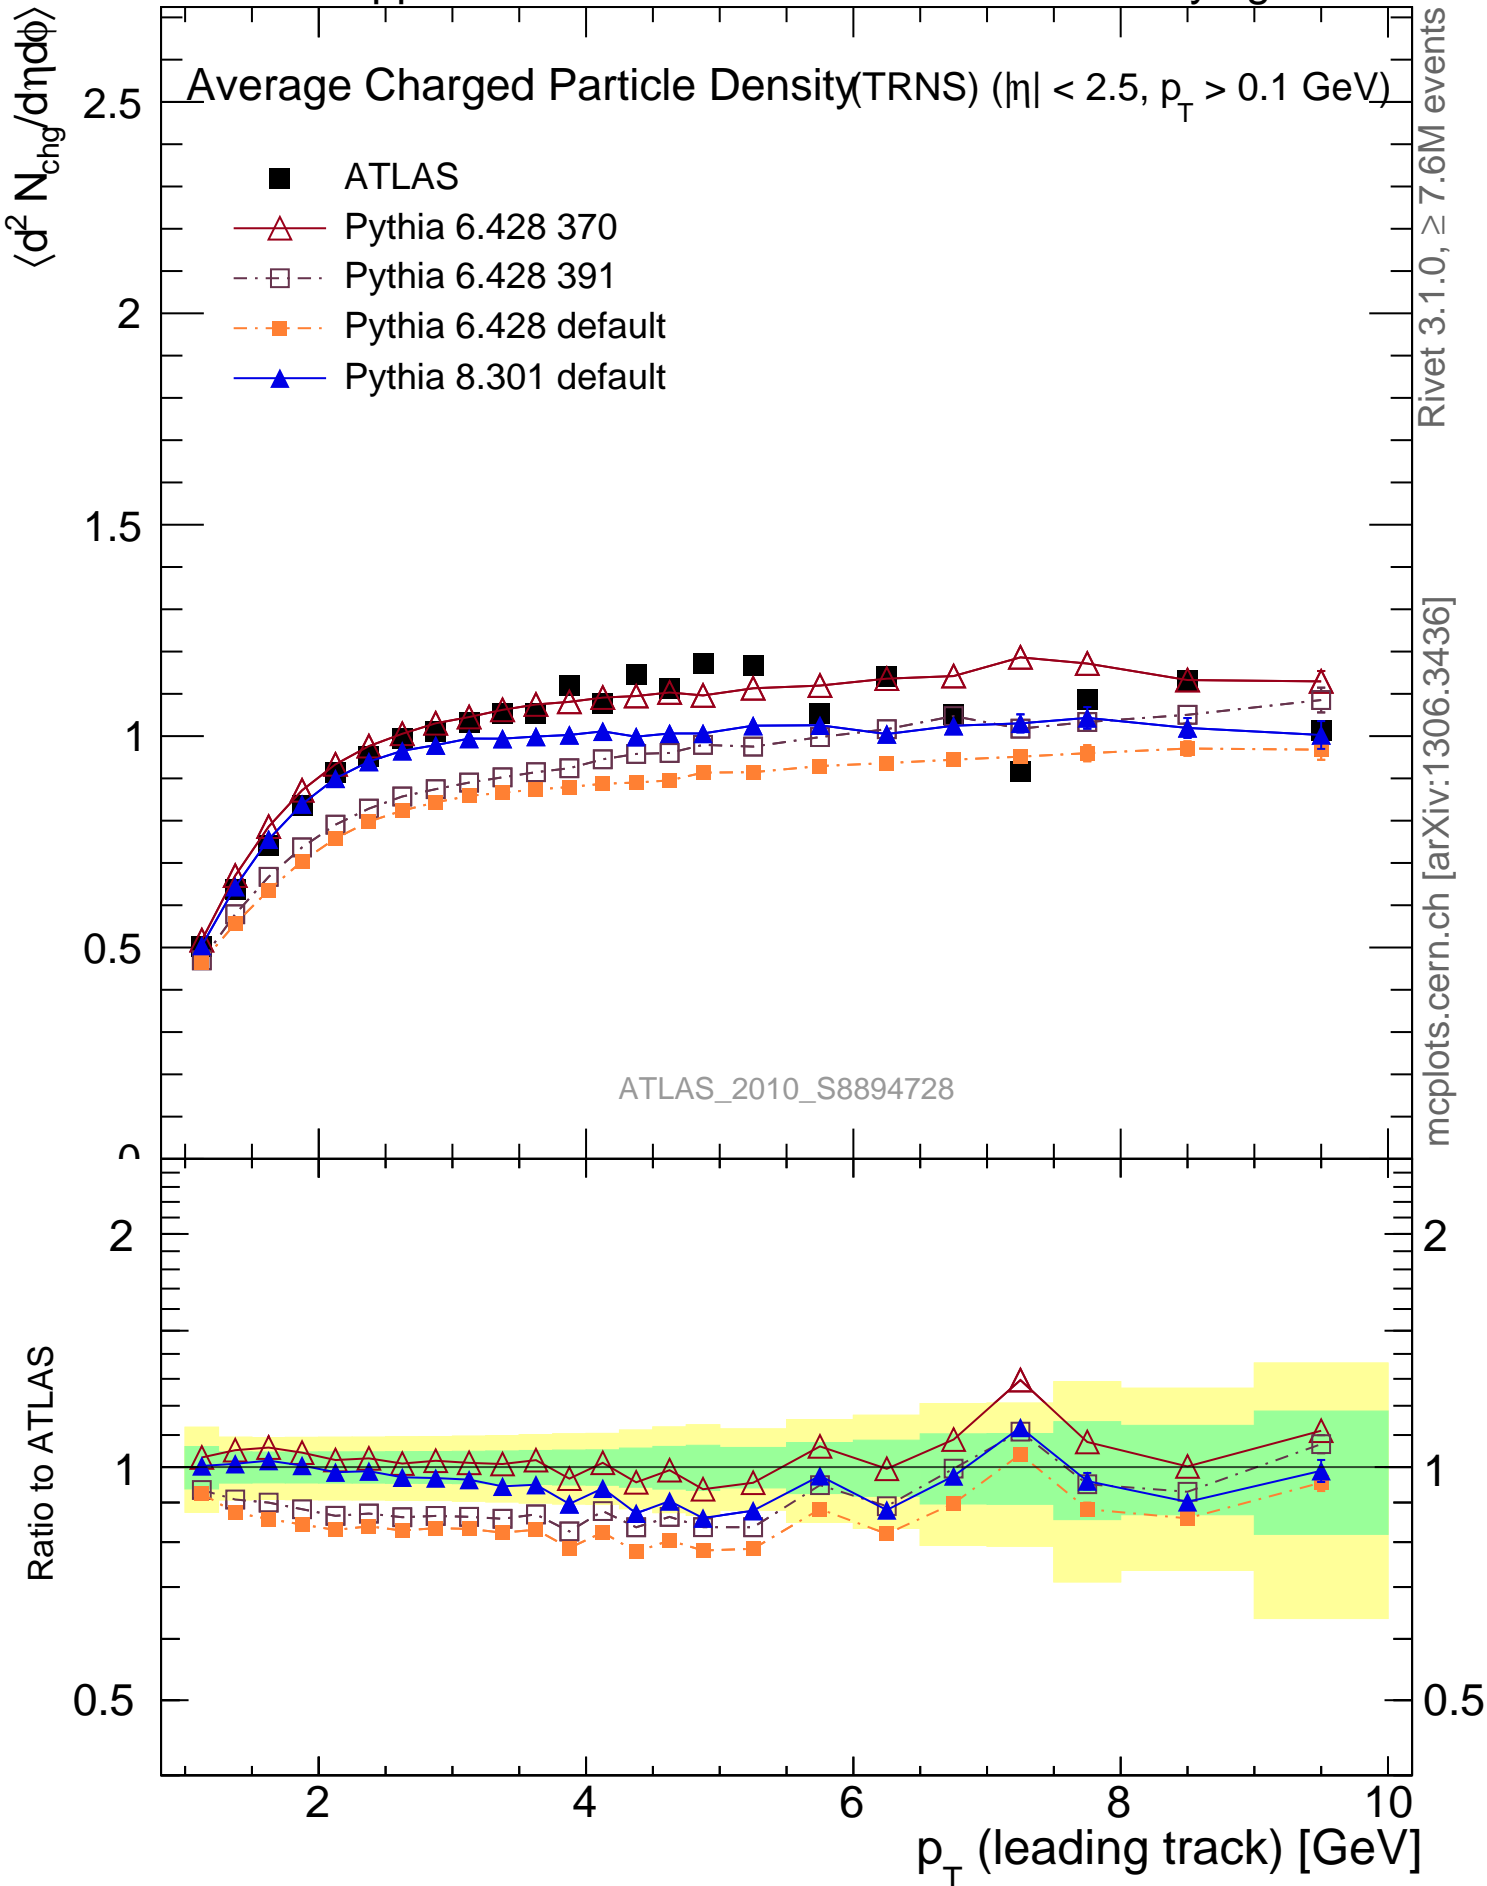 Average Charged Particle Density (TRNS) (|η| < 2.5, p_T > 0.1 GeV)
⟨d² N_chg/dηdϕ⟩
ATLAS
Pythia 6.428 370
Pythia 6.428 391
Pythia 6.428 default
Pythia 8.301 default
2.5
2
1.5
1
0.5
0
ATLAS_2010_S8894728
Rivet 3.1.0, ≥ 7.6M events
mcplots.cern.ch [arXiv:1306.3436]
Ratio to ATLAS
2
1
0.5
2
1
0.5
2 4 6 8 10
p_T (leading track) [GeV]